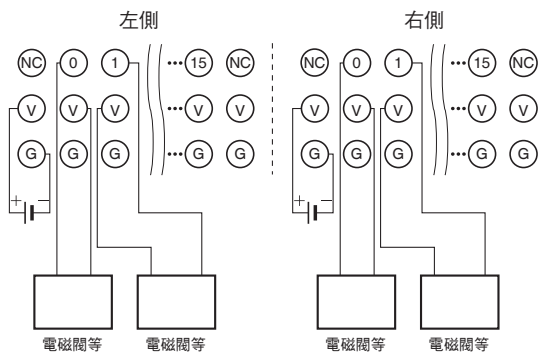 左側 右側
NC 0 1 ···15 NC NC 0 1 ···15 NC
V V V ···V V V V V ···V V
G G G ···G G G G G ···G G
+ − + −
電磁閥等 電磁閥等 電磁閥等 電磁閥等